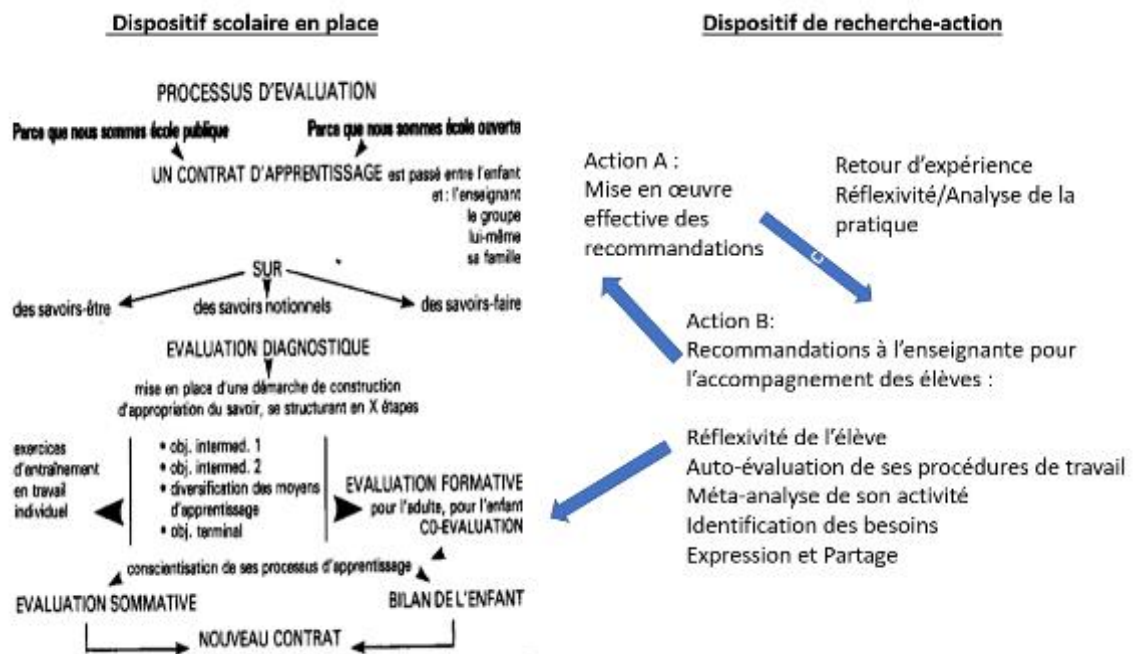 Dispositif scolaire en place
PROCESSUS D'EVALUATION
Parce que nous sommes école publique
Parce que nous sommes école ouverte
UN CONTRAT D'APPRENTISSAGE est passé entre l'enfant
et : l'enseignant
le groupe
lui-même
sa famille
SUR
des savoirs-être
des savoirs notionnels
des savoirs-faire
EVALUATION DIAGNOSTIQUE
mise en place d'une démarche de construction
d'appropriation du savoir, se structurant en X étapes
exercices
d'entraînement
en travail
individuel
• obj. intermed. 1
• obj. intermed. 2
• diversification des moyens
d'apprentissage
• obj. terminal
EVALUATION FORMATIVE
pour l'adulte, pour l'enfant
CO-EVALUATION
conscientisation de ses processus d'apprentissage
EVALUATION SOMMATIVE
BILAN DE L'ENFANT
NOUVEAU CONTRAT
Dispositif de recherche-action
Action A :
Mise en œuvre
effective des
recommandations
Retour d'expérience
Réflexivité/Analyse de la
pratique
Action B:
Recommandations à l'enseignante pour
l'accompagnement des élèves :
Réflexivité de l'élève
Auto-évaluation de ses procédures de travail
Méta-analyse de son activité
Identification des besoins
Expression et Partage